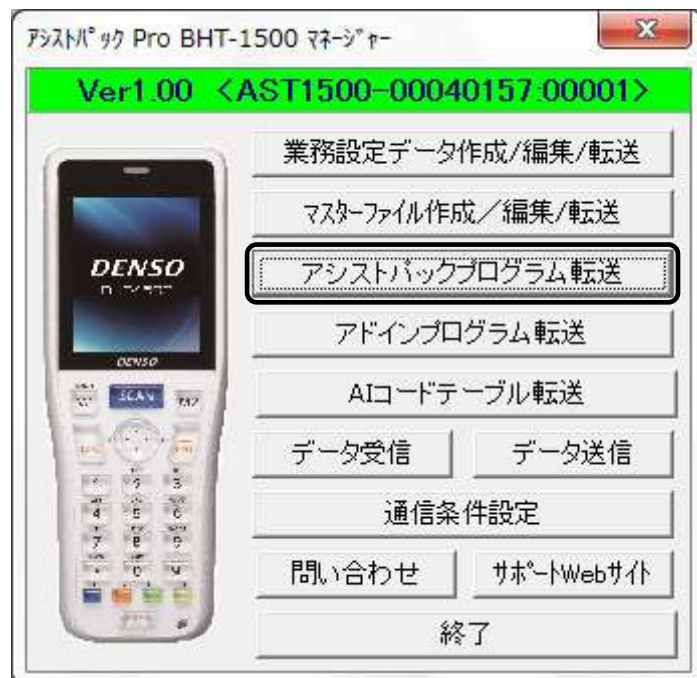 アシストパック Pro BHT-1500 マネージャー
Ver1.00 <AST1500-00040157:00001>
業務設定データ作成/編集/転送
マスターファイル作成/編集/転送
アシストパックプログラム転送
アドインプログラム転送
AIコードテーブル転送
データ受信
データ送信
通信条件設定
問い合わせ
サポートWebサイト
終了
DENSO
DENSO
SCAN